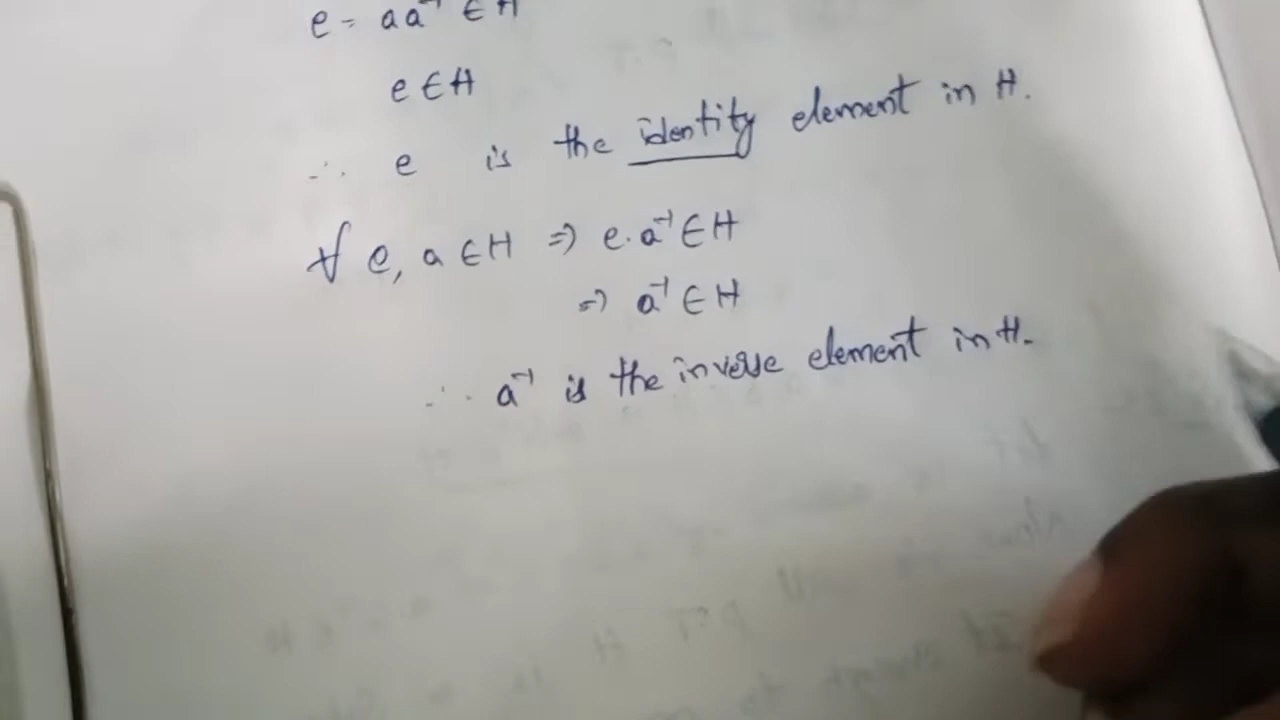 e = aa⁻¹ ∈ H
e ∈ H
∴ e is the identity element in H.
∀ e, a ∈ H ⇒ e·a⁻¹ ∈ H
⇒ a⁻¹ ∈ H
∴ a⁻¹ is the inverse element in H.